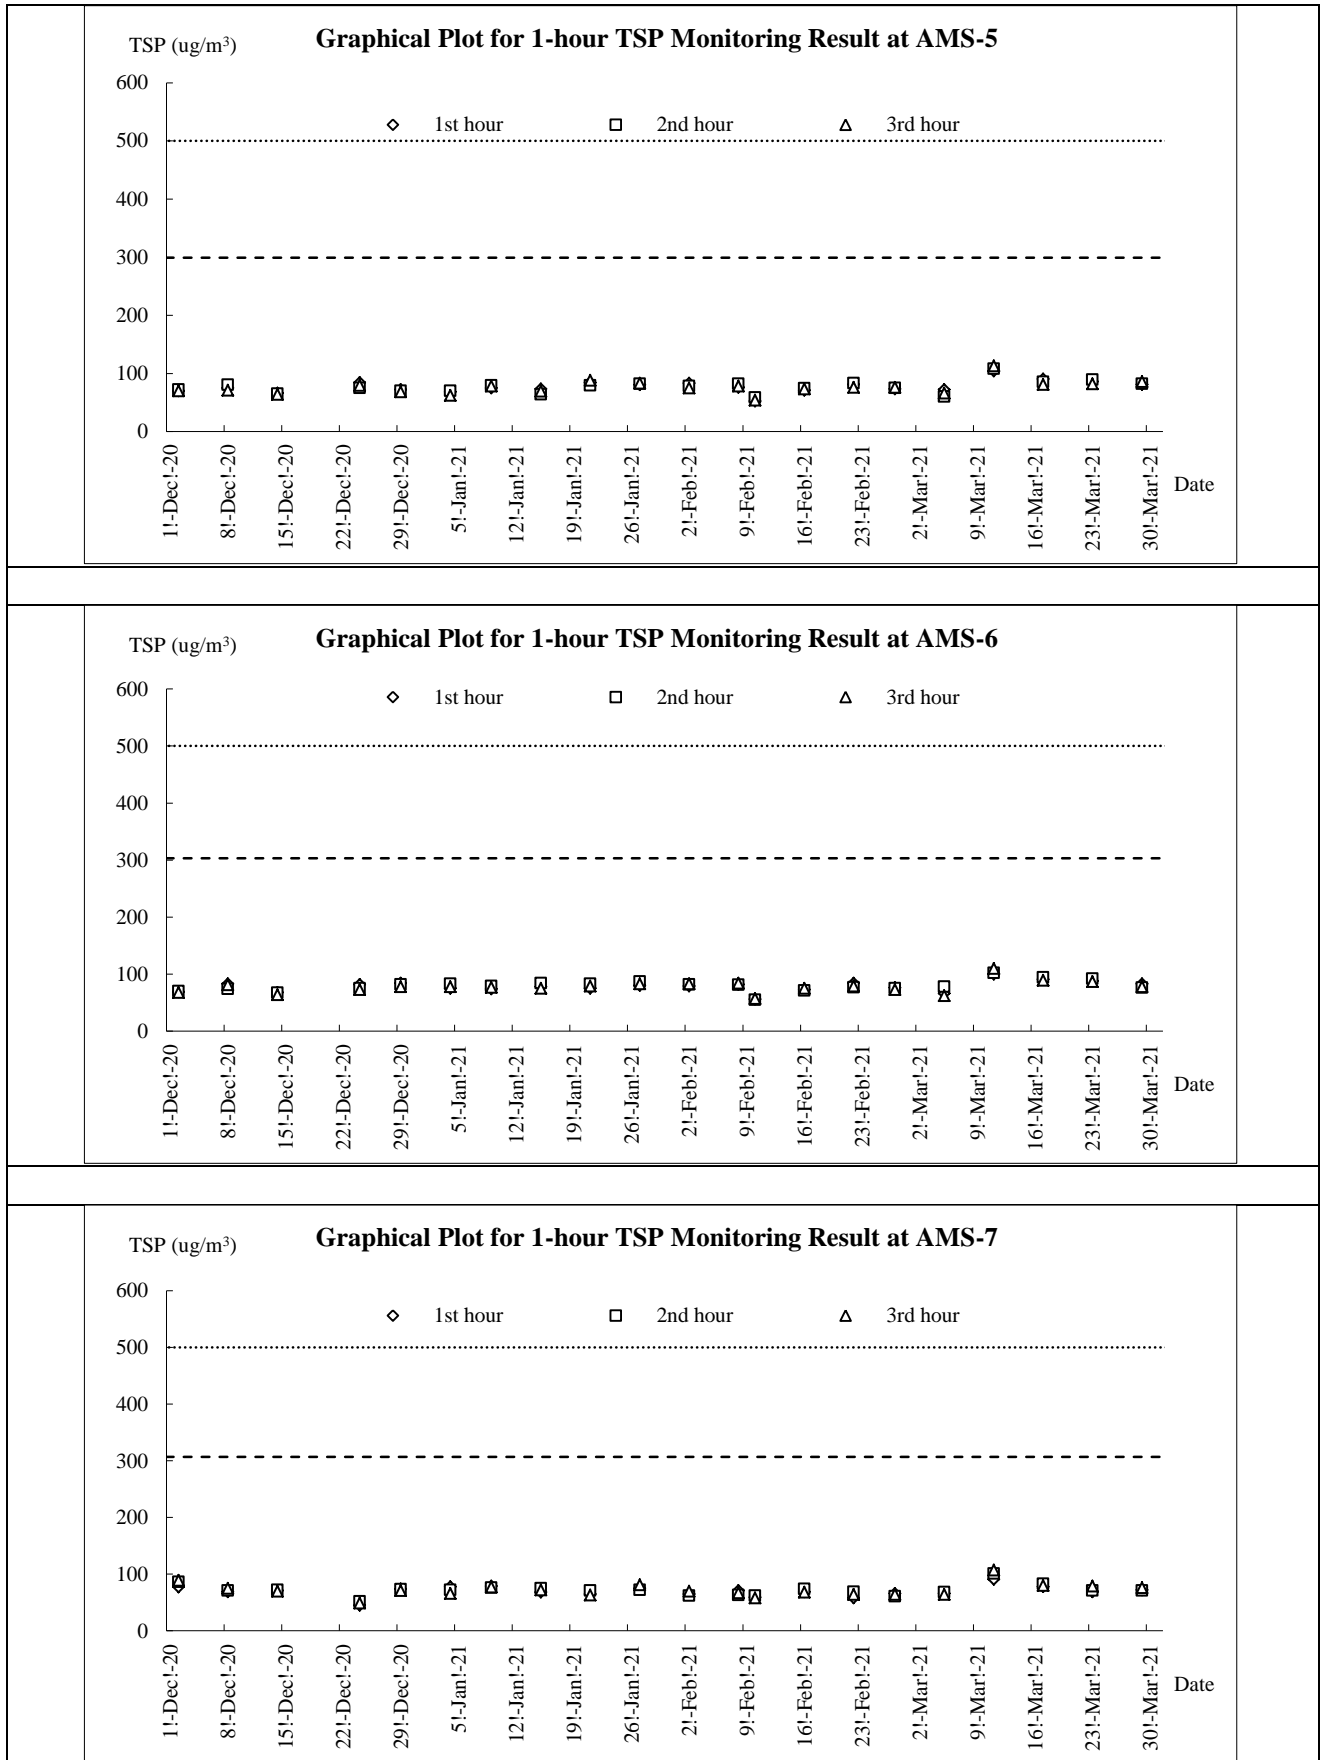 Graphical Plot for 1-hour TSP Monitoring Result at AMS-5
TSP (ug/m³)
600
1st hour 2nd hour 3rd hour
500
400
300
200
100
0
1!-Dec!-20 8!-Dec!-20 15!-Dec!-20 22!-Dec!-20 29!-Dec!-20 5!-Jan!-21 12!-Jan!-21 19!-Jan!-21 26!-Jan!-21 2!-Feb!-21 9!-Feb!-21 16!-Feb!-21 23!-Feb!-21 2!-Mar!-21 9!-Mar!-21 16!-Mar!-21 23!-Mar!-21 30!-Mar!-21
Date
Graphical Plot for 1-hour TSP Monitoring Result at AMS-6
TSP (ug/m³)
600
1st hour 2nd hour 3rd hour
500
400
300
200
100
0
1!-Dec!-20 8!-Dec!-20 15!-Dec!-20 22!-Dec!-20 29!-Dec!-20 5!-Jan!-21 12!-Jan!-21 19!-Jan!-21 26!-Jan!-21 2!-Feb!-21 9!-Feb!-21 16!-Feb!-21 23!-Feb!-21 2!-Mar!-21 9!-Mar!-21 16!-Mar!-21 23!-Mar!-21 30!-Mar!-21
Date
Graphical Plot for 1-hour TSP Monitoring Result at AMS-7
TSP (ug/m³)
600
1st hour 2nd hour 3rd hour
500
400
300
200
100
0
1!-Dec!-20 8!-Dec!-20 15!-Dec!-20 22!-Dec!-20 29!-Dec!-20 5!-Jan!-21 12!-Jan!-21 19!-Jan!-21 26!-Jan!-21 2!-Feb!-21 9!-Feb!-21 16!-Feb!-21 23!-Feb!-21 2!-Mar!-21 9!-Mar!-21 16!-Mar!-21 23!-Mar!-21 30!-Mar!-21
Date